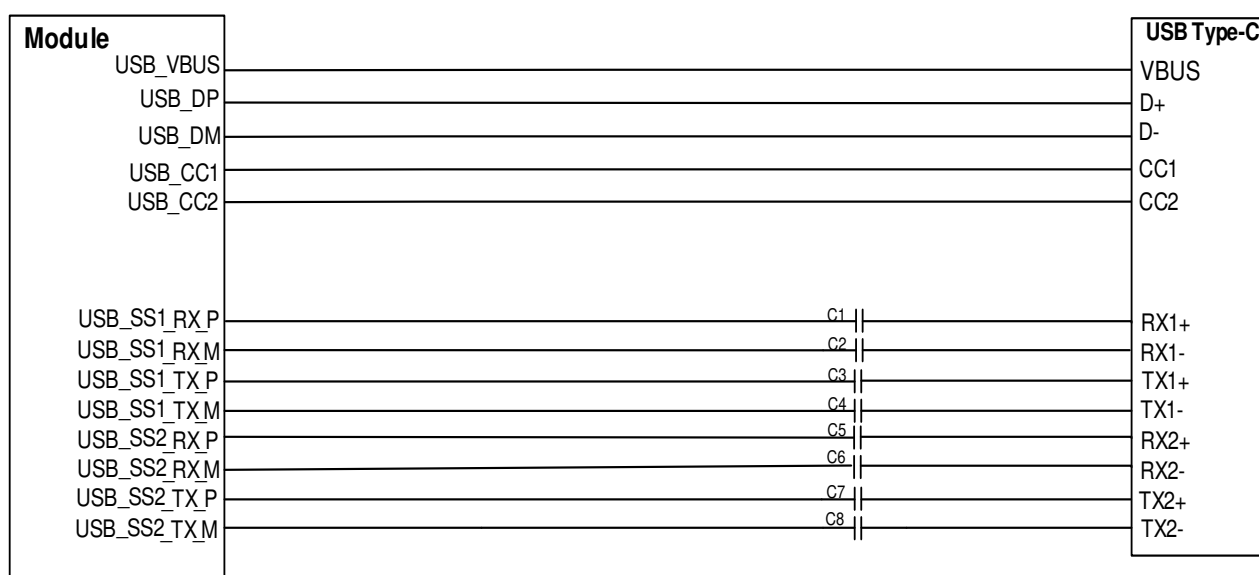 Module
USB Type-C
USB_VBUS
VBUS
USB_DP
D+
USB_DM
D-
USB_CC1
CC1
USB_CC2
CC2
USB_SS1_RX_P
C1
RX1+
USB_SS1_RX_M
C2
RX1-
USB_SS1_TX_P
C3
TX1+
USB_SS1_TX_M
C4
TX1-
USB_SS2_RX_P
C5
RX2+
USB_SS2_RX_M
C6
RX2-
USB_SS2_TX_P
C7
TX2+
USB_SS2_TX_M
C8
TX2-